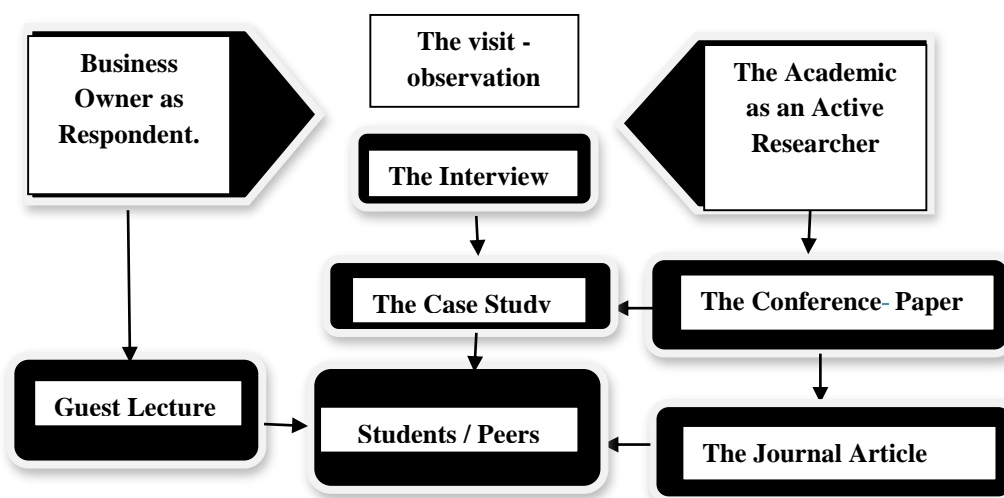 Business
Owner as
Respondent.
The visit -
observation
The Academic
as an Active
Researcher
The Interview
The Case Study
The Conference- Paper
Guest Lecture
Students / Peers
The Journal Article